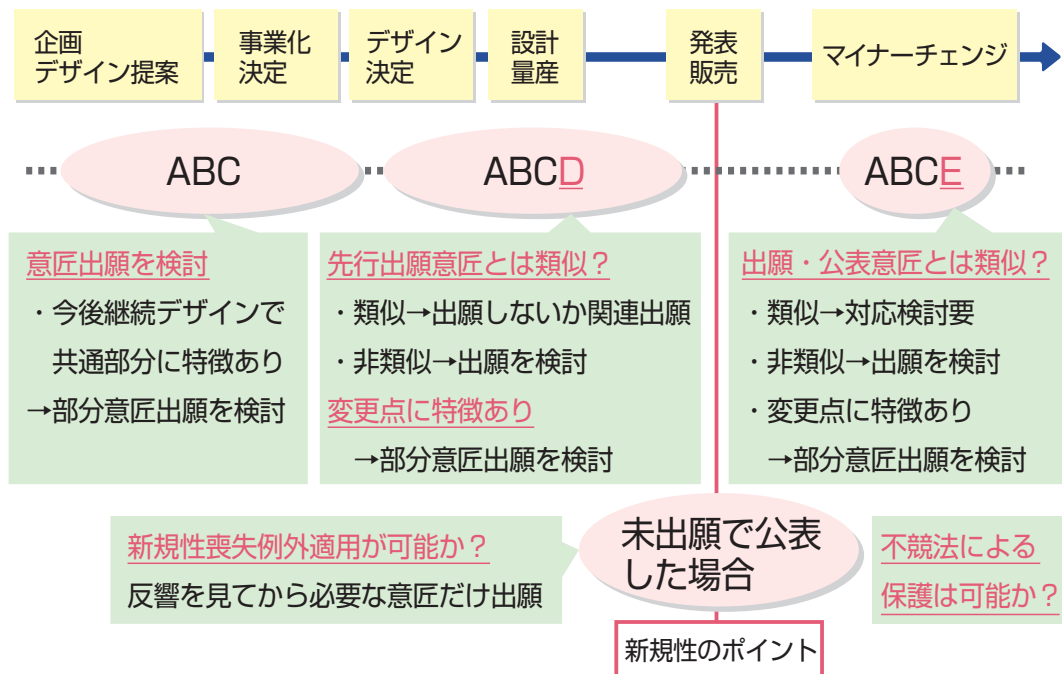 企画
デザイン提案
事業化
決定
デザイン
決定
設計
量産
発表
販売
マイナーチェンジ
ABC
ABCD
ABCE
意匠出願を検討
・今後継続デザインで
共通部分に特徴あり
→部分意匠出願を検討
先行出願意匠とは類似？
・類似→出願しないか関連出願
・非類似→出願を検討
変更点に特徴あり
→部分意匠出願を検討
出願・公表意匠とは類似？
・類似→対応検討要
・非類似→出願を検討
・変更点に特徴あり
→部分意匠出願を検討
新規性喪失例外適用が可能か？
反響を見てから必要な意匠だけ出願
未出願で公表
した場合
不競法による
保護は可能か？
新規性のポイント